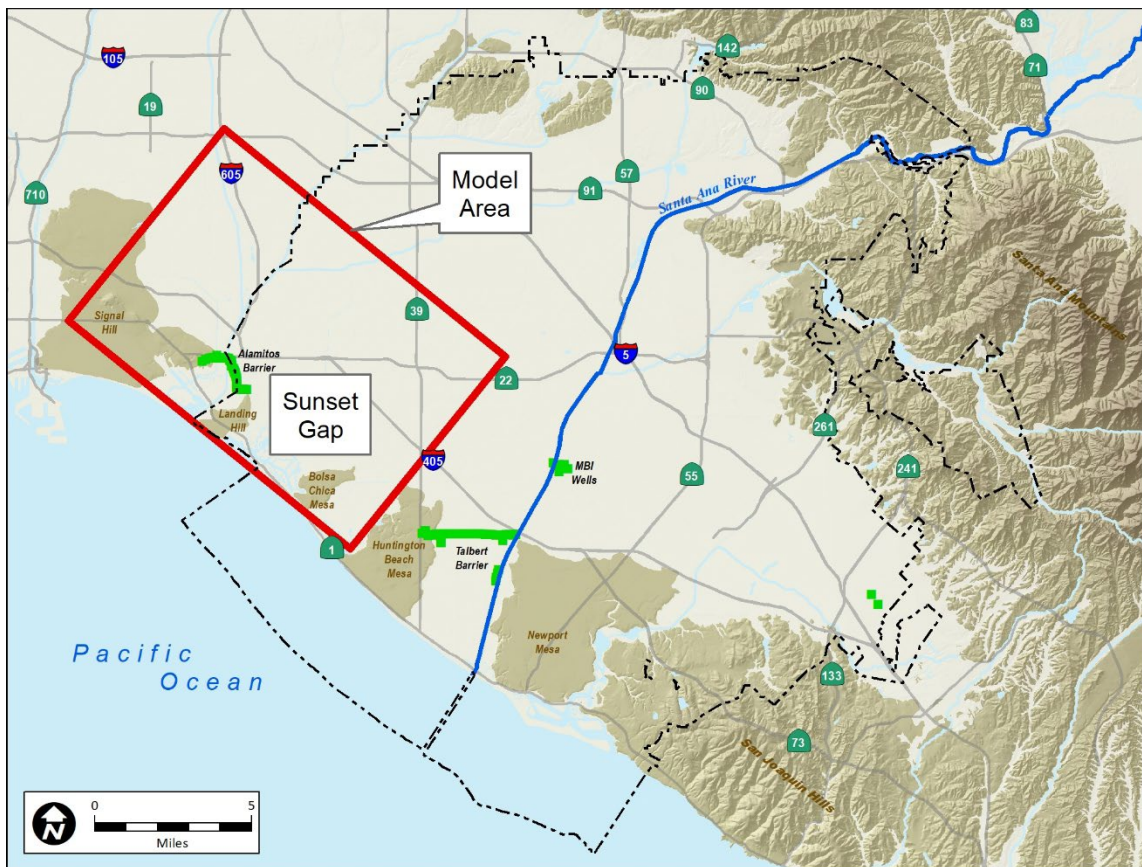 83
142
71
105
90
19
57
605
Model
Area
91
Santa Ana River
710
Santa Ana Mountains
39
Signal
Hill
Alamitos
Barrier
5
22
Sunset
Gap
Landing
Hill
261
405
MBI
Wells
55
241
Bolsa
Chica
Mesa
1
Huntington
Beach
Mesa
Talbert
Barrier
Newport
Mesa
Pacific
Ocean
133
73
San Joaquin Hills
N
0 5
Miles